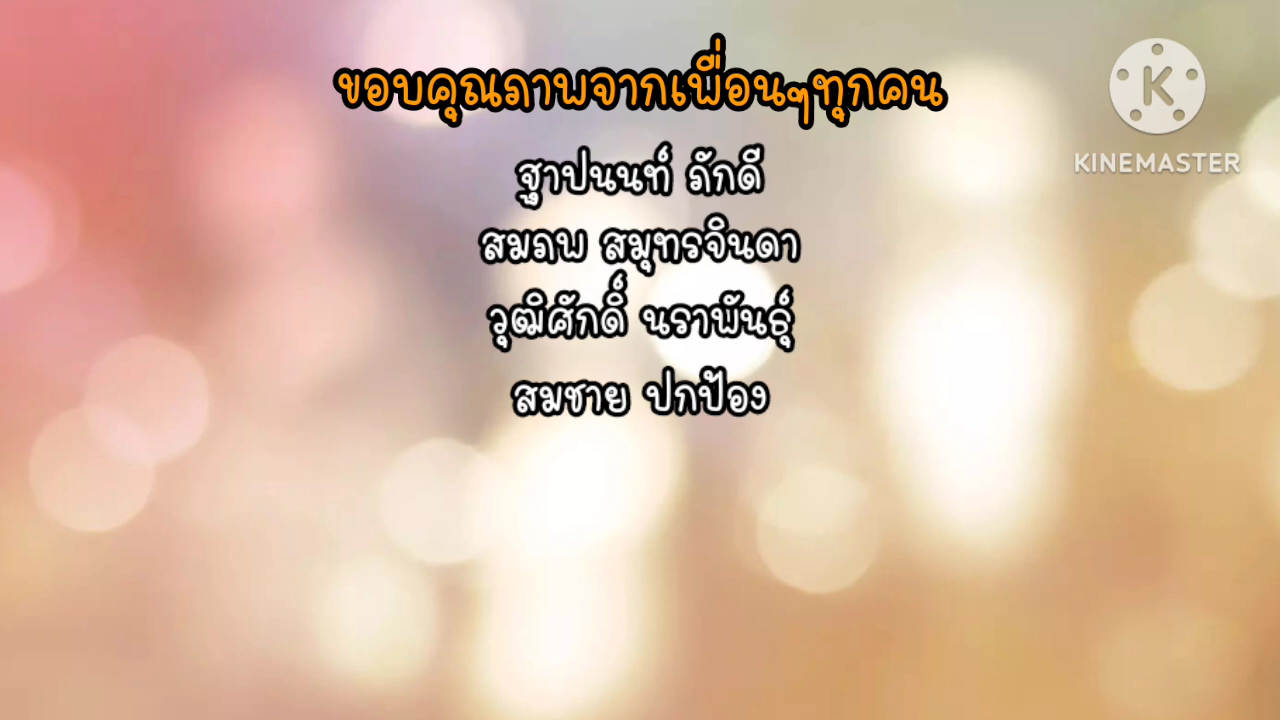 ขอบคุณภาพจากเพื่อนๆทุกคน
ฐาปนนท์ ภักดี
สมภพ สมุทรจินดา
วุฒิศักดิ์ นราพันธุ์
สมชาย ปกป้อง
K
KINEMASTER